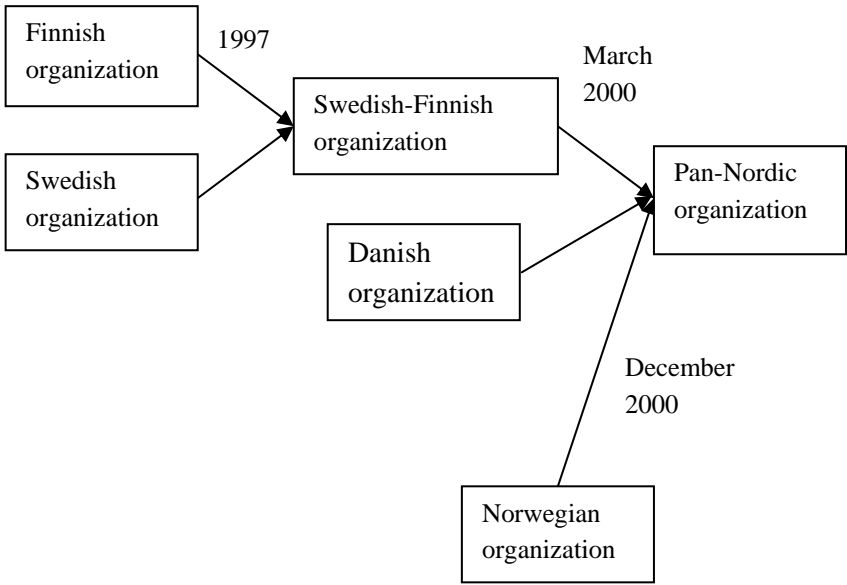 Finnish
organization
1997
Swedish-Finnish
organization
March
2000
Swedish
organization
Pan-Nordic
organization
Danish
organization
December
2000
Norwegian
organization